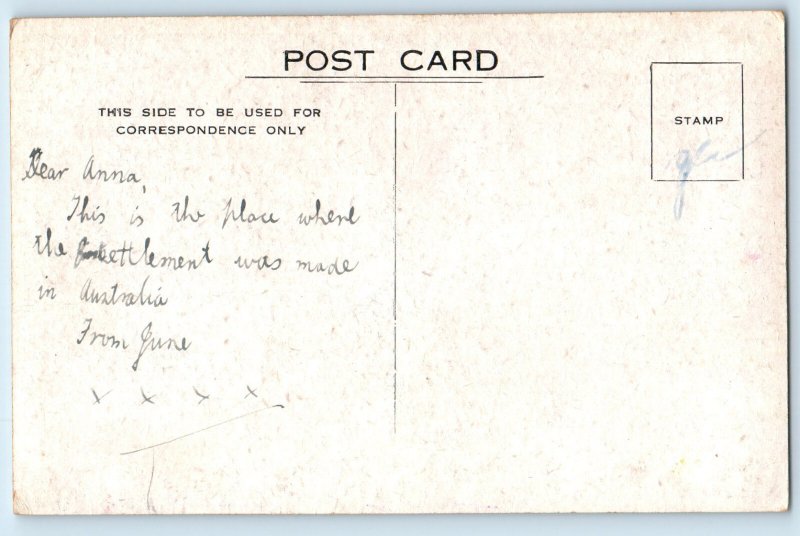 POST CARD
THIS SIDE TO BE USED FOR
CORRESPONDENCE ONLY
STAMP
Dear Anna,
This is the place where
the settlement was made
in Australia
From June
x x x x